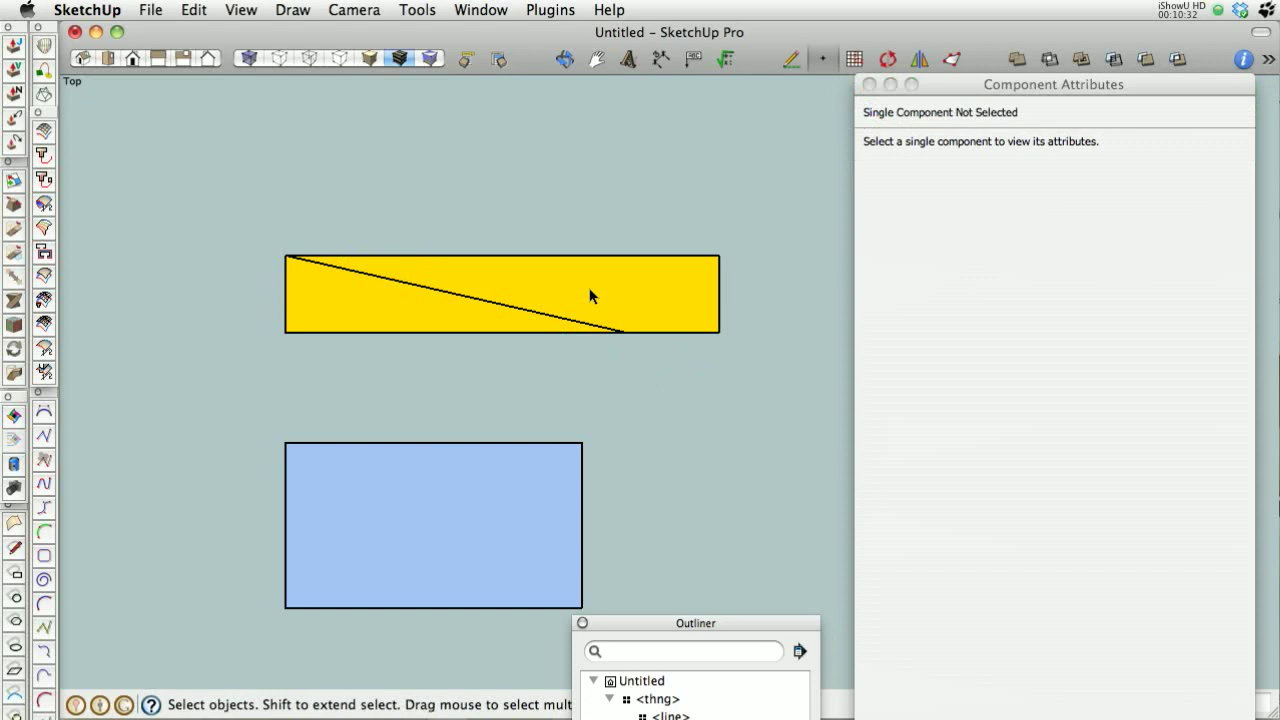 SketchUp File Edit View Draw Camera Tools Window Plugins Help
iShowU HD
00:10:32
Untitled – SketchUp Pro
Top
Component Attributes
Single Component Not Selected
Select a single component to view its attributes.
Outliner
Untitled
<thng>
<line>
Select objects. Shift to extend select. Drag mouse to select mult